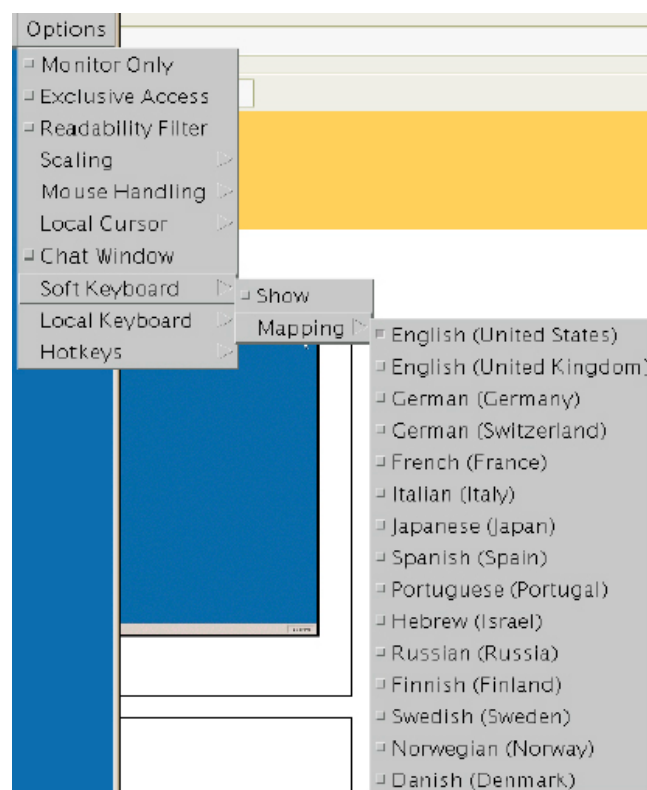 Options
Monitor Only
Exclusive Access
Readability Filter
Scaling
Mouse Handling
Local Cursor
Chat Window
Soft Keyboard
Local Keyboard
Hotkeys
Show
Mapping
English (United States)
English (United Kingdom)
German (Germany)
German (Switzerland)
French (France)
Italian (Italy)
Japanese (Japan)
Spanish (Spain)
Portuguese (Portugal)
Hebrew (Israel)
Russian (Russia)
Finnish (Finland)
Swedish (Sweden)
Norwegian (Norway)
Danish (Denmark)